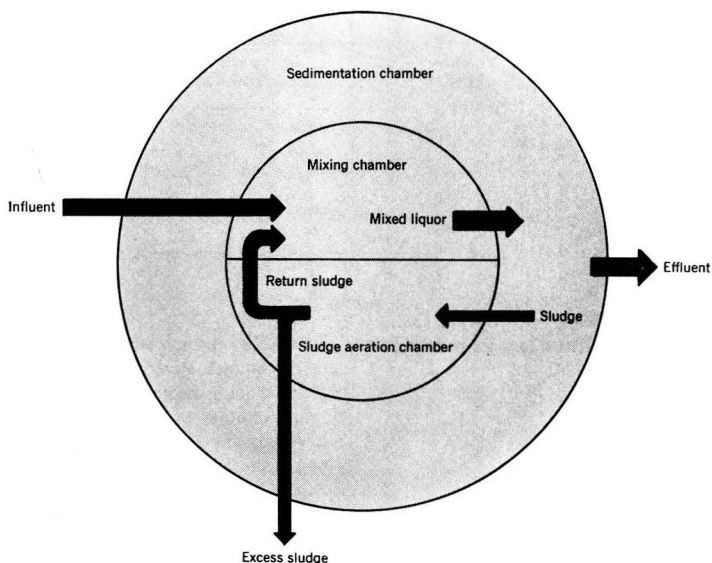 Sedimentation chamber
Mixing chamber
Influent
Mixed liquor
Return sludge
Effluent
Sludge
Sludge aeration chamber
Excess sludge